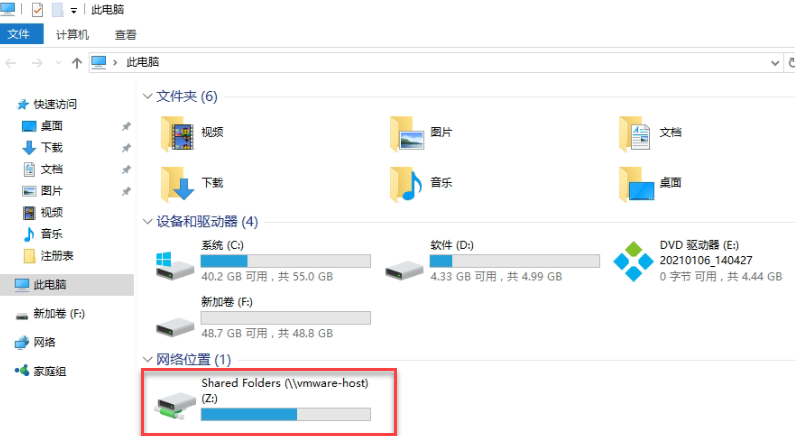 此电脑
文件 计算机 查看
此电脑
快速访问
桌面
下载
文档
图片
视频
音乐
注册表
此电脑
新加卷 (F:)
网络
家庭组
文件夹 (6)
视频 图片 文档
下载 音乐 桌面
设备和驱动器 (4)
系统 (C:)
40.2 GB 可用，共 55.0 GB
软件 (D:)
4.33 GB 可用，共 4.99 GB
DVD 驱动器 (E:)
20210106_140427
0 字节 可用，共 4.44 GB
新加卷 (F:)
48.7 GB 可用，共 48.8 GB
网络位置 (1)
Shared Folders (\\vmware-host)
(Z:)